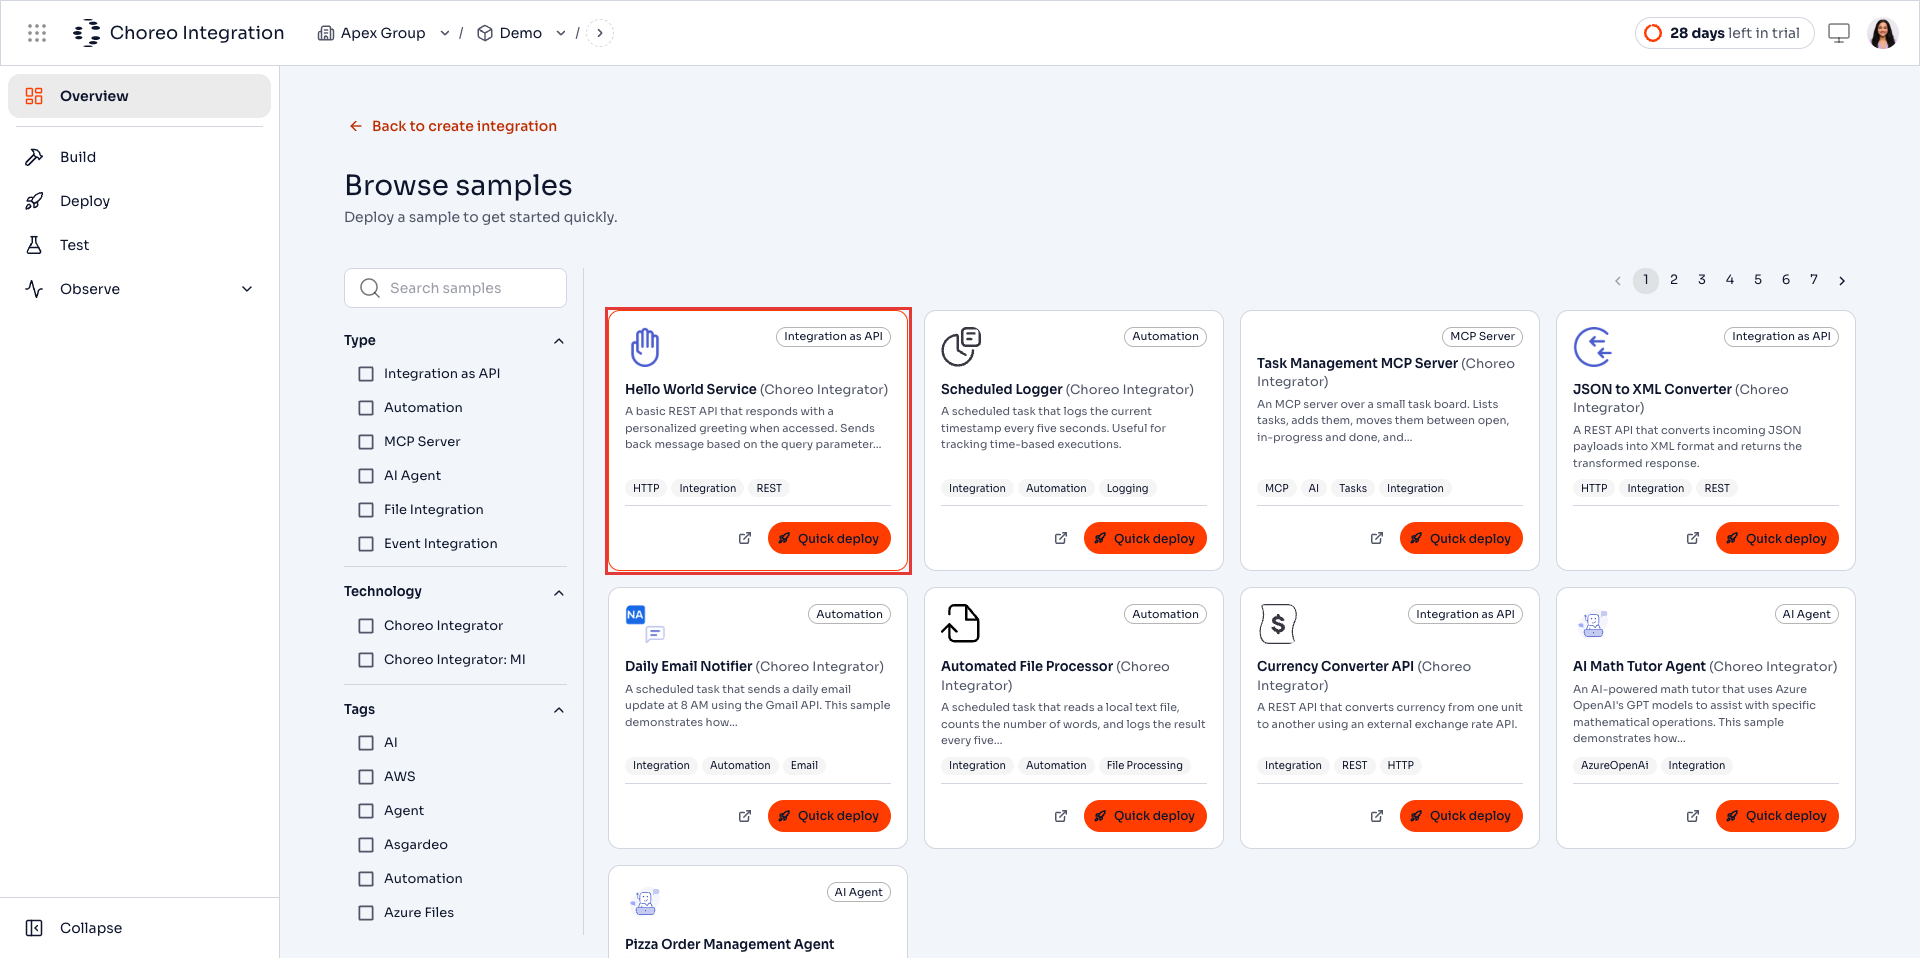 Choreo Integration
Apex Group / Demo /
28 days left in trial
Overview
Build
Deploy
Test
Observe
Collapse
Back to create integration
Browse samples
Deploy a sample to get started quickly.
Search samples
Type
Integration as API
Automation
MCP Server
AI Agent
File Integration
Event Integration
Technology
Choreo Integrator
Choreo Integrator: MI
Tags
AI
AWS
Agent
Asgardeo
Automation
Azure Files
1 2 3 4 5 6 7
Integration as API
Hello World Service (Choreo Integrator)
A basic REST API that responds with a
personalized greeting when accessed. Sends
back message based on the query parameter...
HTTP Integration REST
Quick deploy
Automation
Scheduled Logger (Choreo Integrator)
A scheduled task that logs the current
timestamp every five seconds. Useful for
tracking time-based executions.
Integration Automation Logging
Quick deploy
MCP Server
Task Management MCP Server (Choreo
Integrator)
An MCP server over a small task board. Lists
tasks, adds them, moves them between open,
in-progress and done, and...
MCP AI Tasks Integration
Quick deploy
Integration as API
JSON to XML Converter (Choreo
Integrator)
A REST API that converts incoming JSON
payloads into XML format and returns the
transformed response.
HTTP Integration REST
Quick deploy
NA
Automation
Daily Email Notifier (Choreo Integrator)
A scheduled task that sends a daily email
update at 8 AM using the Gmail API. This sample
demonstrates how...
Integration Automation Email
Quick deploy
Automation
Automated File Processor (Choreo
Integrator)
A scheduled task that reads a local text file,
counts the number of words, and logs the result
every five...
Integration Automation File Processing
Quick deploy
$
Integration as API
Currency Converter API (Choreo
Integrator)
A REST API that converts currency from one unit
to another using an external exchange rate API.
Integration REST HTTP
Quick deploy
AI Agent
AI Math Tutor Agent (Choreo Integrator)
An AI-powered math tutor that uses Azure
OpenAI's GPT models to assist with specific
mathematical operations. This sample
demonstrates how...
AzureOpenAi Integration
Quick deploy
AI Agent
Pizza Order Management Agent